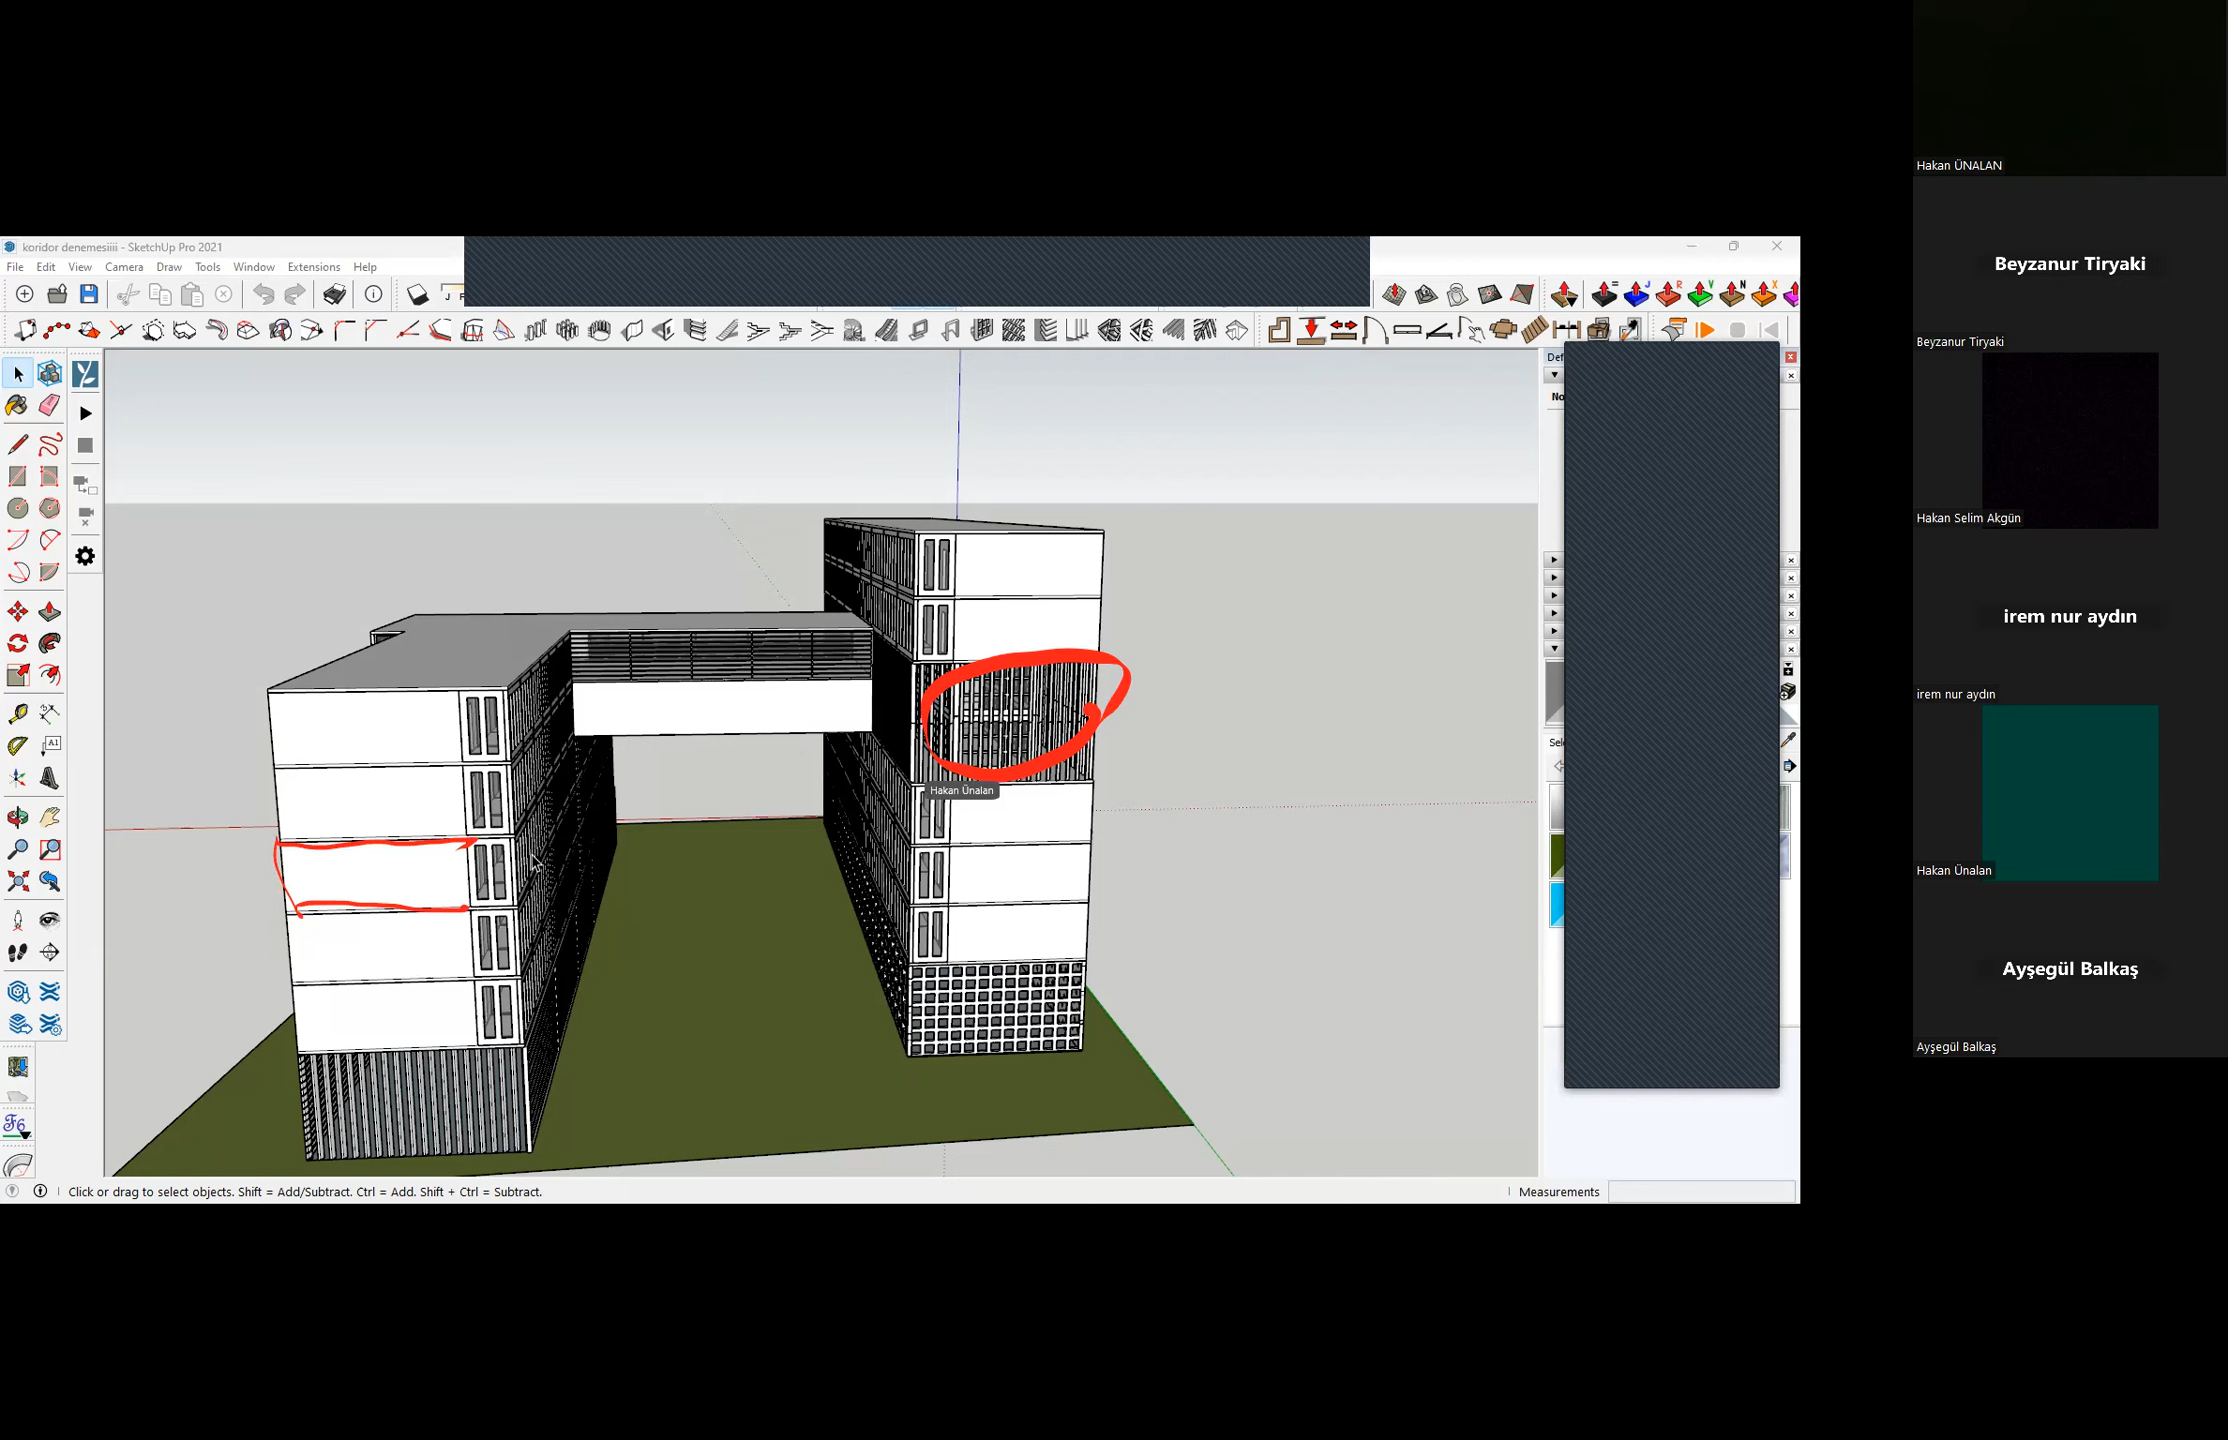 koridor denemesiiii - SketchUp Pro 2021
File Edit View Camera Draw Tools Window Extensions Help
Hakan Ünalan
Click or drag to select objects. Shift = Add/Subtract. Ctrl = Add. Shift + Ctrl = Subtract.
Measurements
Hakan ÜNALAN
Beyzanur Tiryaki
Beyzanur Tiryaki
Hakan Selim Akgün
irem nur aydın
irem nur aydın
Hakan Ünalan
Ayşegül Balkaş
Ayşegül Balkaş